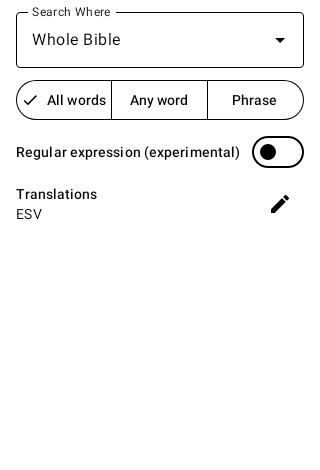 Search Where
Whole Bible
All words Any word Phrase
Regular expression (experimental)
Translations
ESV